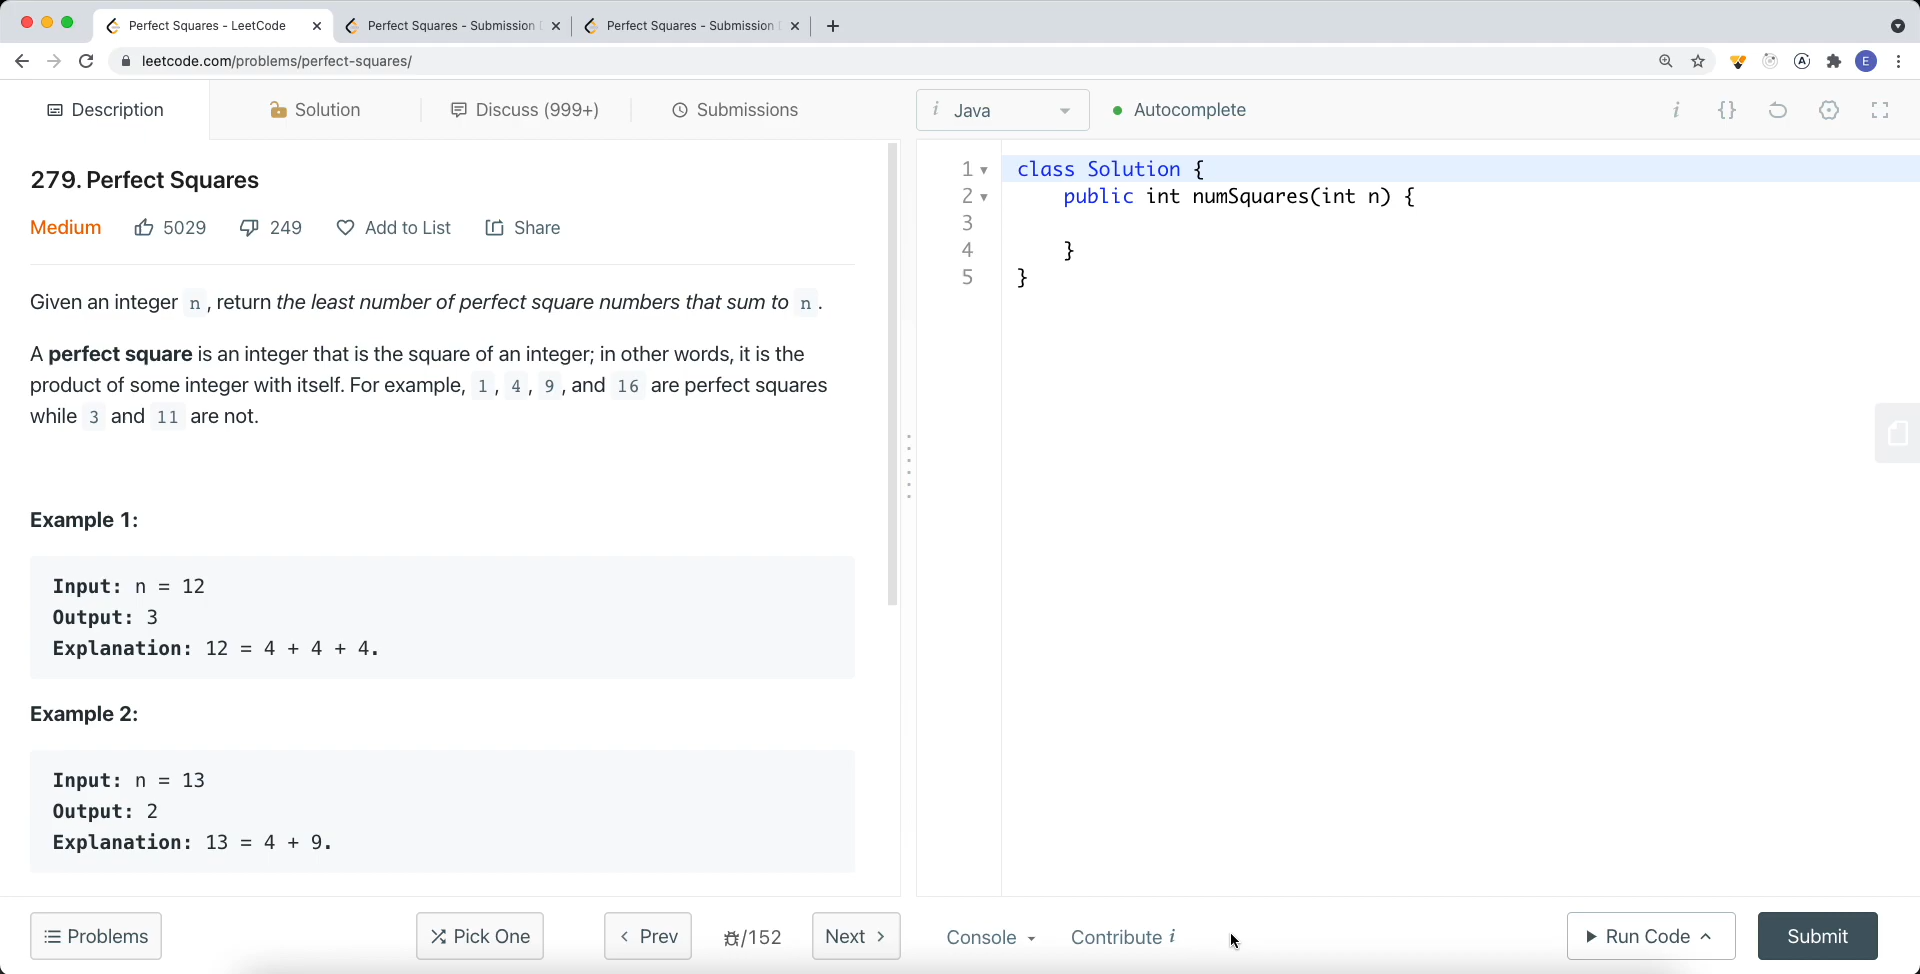 Perfect Squares - LeetCode
Perfect Squares - Submission
Perfect Squares - Submission
leetcode.com/problems/perfect-squares/
E
Description
Solution
Discuss (999+)
Submissions
i Java
Autocomplete
i {}
279. Perfect Squares
Medium 5029 249 Add to List Share
Given an integer n, return the least number of perfect square numbers that sum to n.
A perfect square is an integer that is the square of an integer; in other words, it is the
product of some integer with itself. For example, 1, 4, 9, and 16 are perfect squares
while 3 and 11 are not.
Example 1:
Input: n = 12
Output: 3
Explanation: 12 = 4 + 4 + 4.
Example 2:
Input: n = 13
Output: 2
Explanation: 13 = 4 + 9.
1 class Solution {
2 public int numSquares(int n) {
3
4 }
5 }
Problems
Pick One
Prev
/152
Next
Console
Contribute i
Run Code
Submit